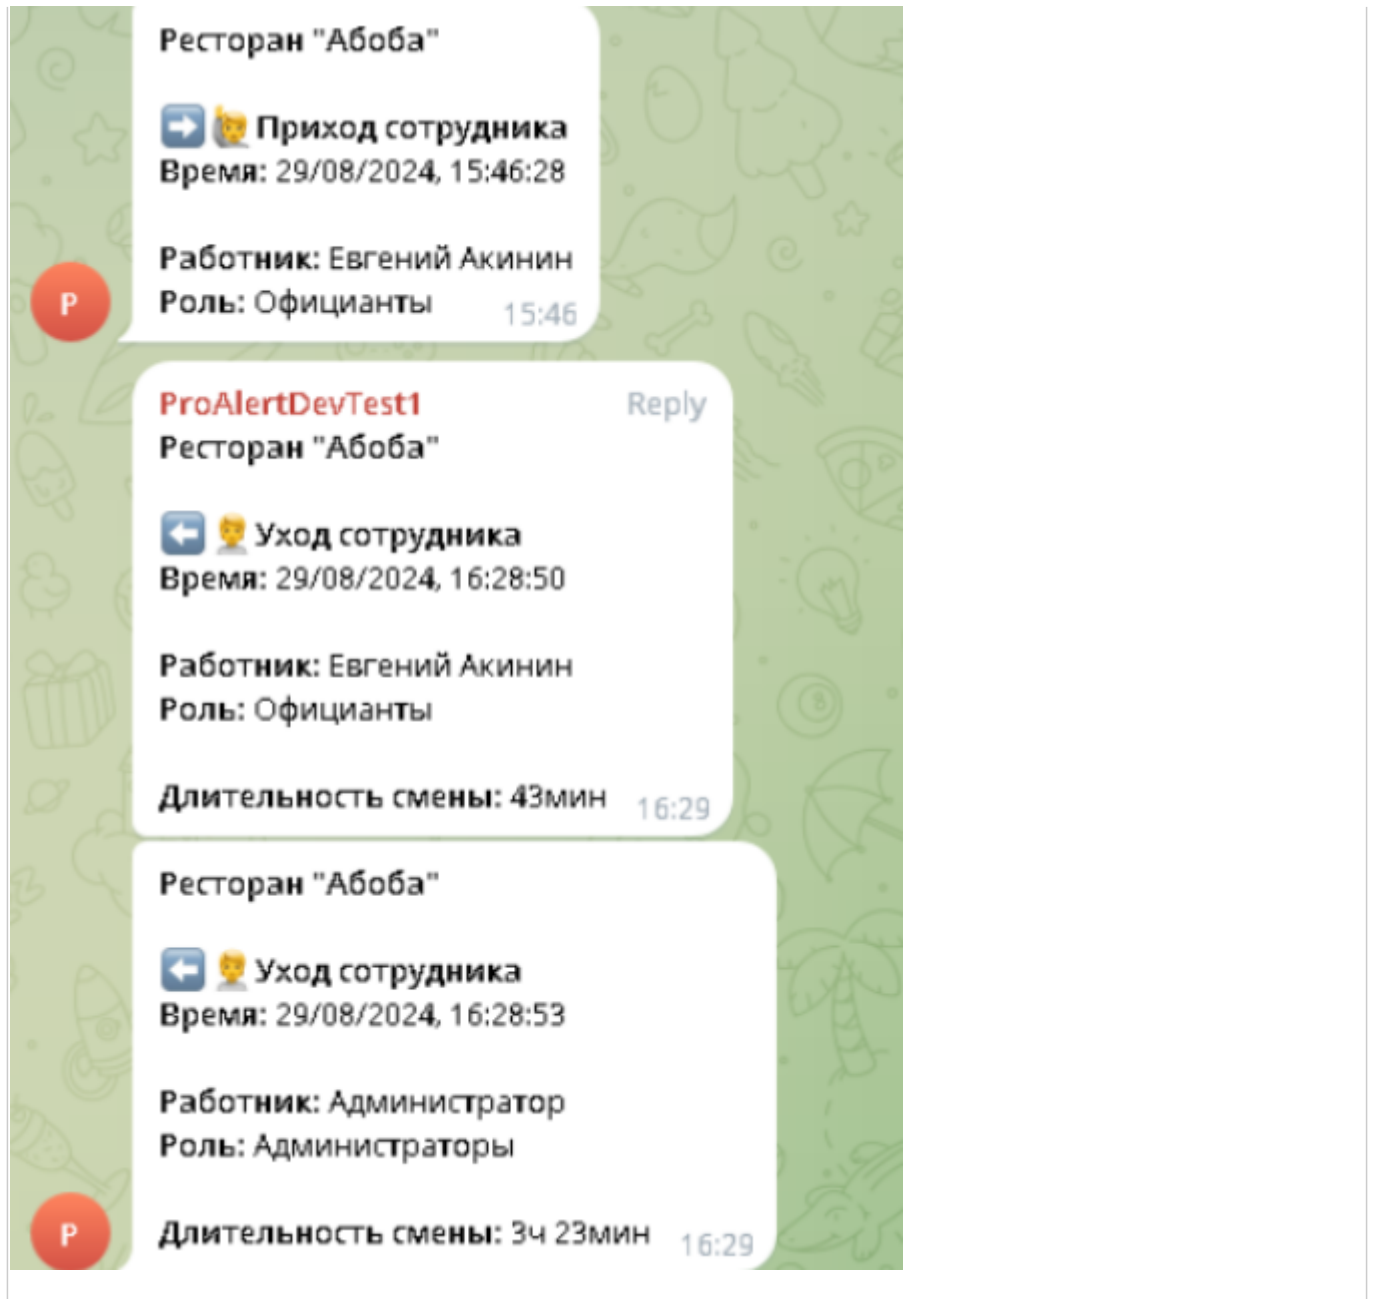 Ресторан "Абоба"
➡️🙋‍♂️ Приход сотрудника
Время: 29/08/2024, 15:46:28
Работник: Евгений Акинин
Роль: Официанты
15:46
P
ProAlertDevTest1
Reply
Ресторан "Абоба"
⬅️💆‍♂️ Уход сотрудника
Время: 29/08/2024, 16:28:50
Работник: Евгений Акинин
Роль: Официанты
Длительность смены: 43мин
16:29
Ресторан "Абоба"
⬅️💆‍♂️ Уход сотрудника
Время: 29/08/2024, 16:28:53
Работник: Администратор
Роль: Администраторы
Длительность смены: 3ч 23мин
16:29
P